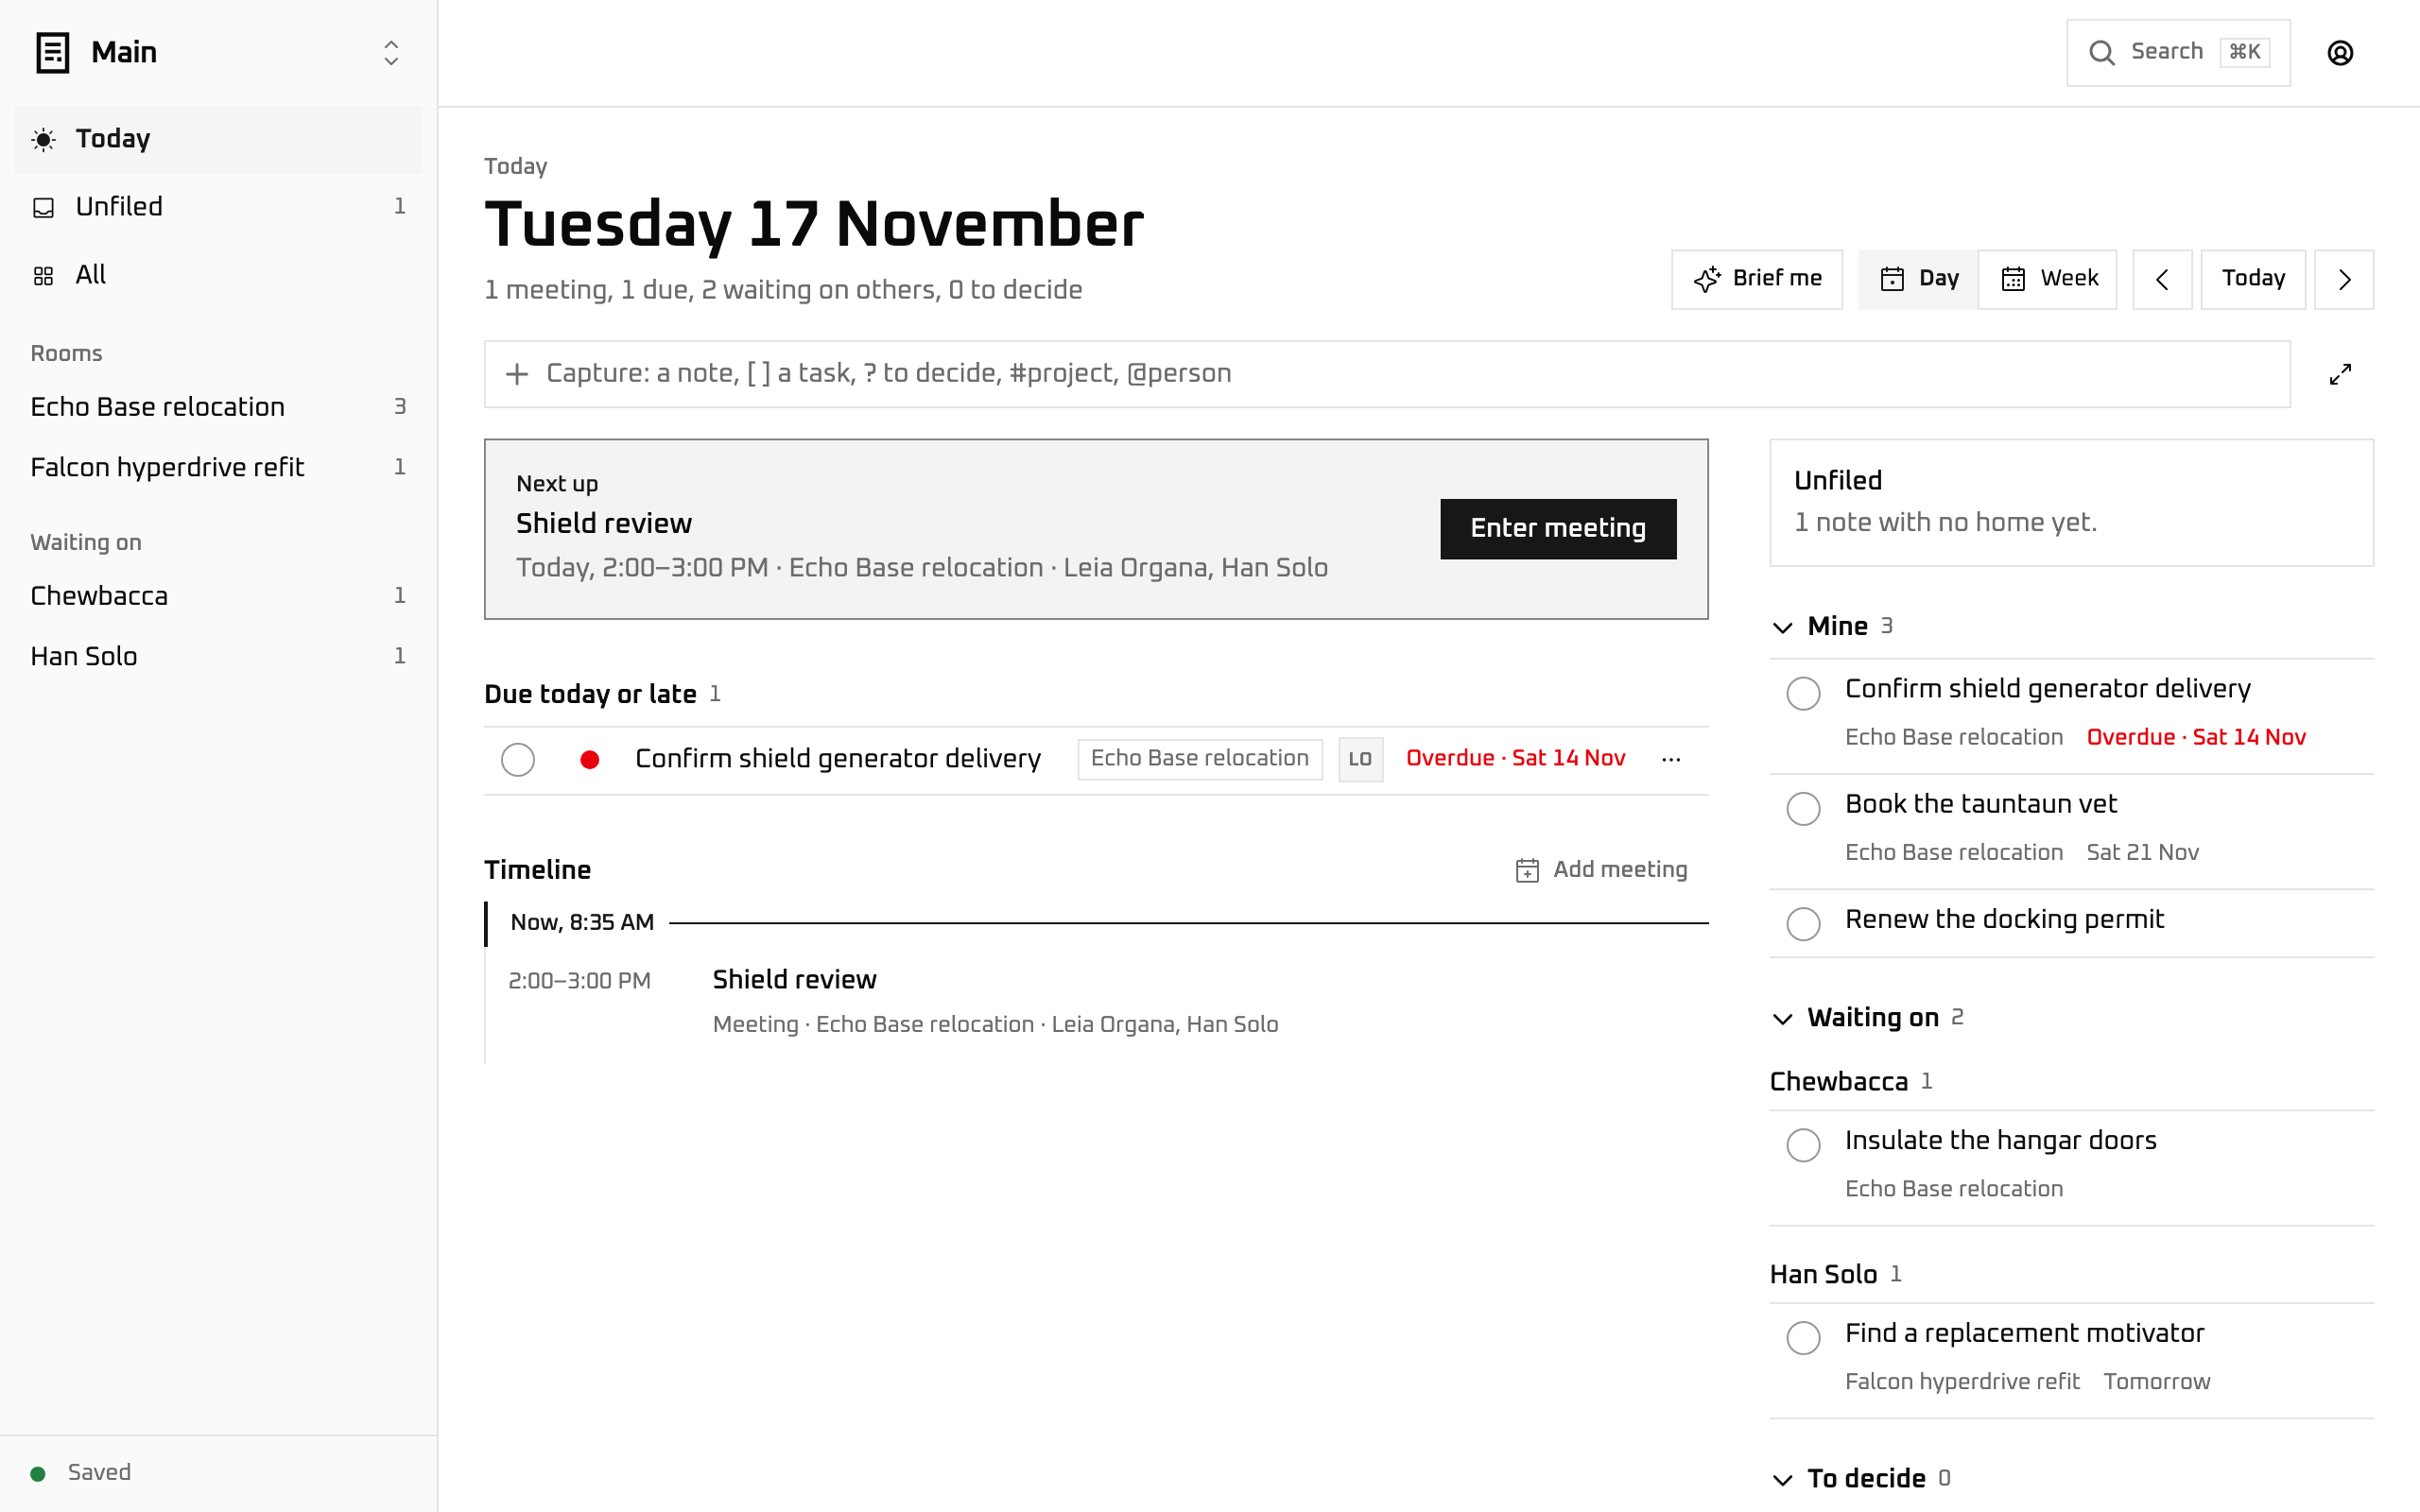 Main
Today
Unfiled 1
All
Rooms
Echo Base relocation 3
Falcon hyperdrive refit 1
Waiting on
Chewbacca 1
Han Solo 1
Saved
Search ⌘K
Today
Tuesday 17 November
1 meeting, 1 due, 2 waiting on others, 0 to decide
Brief me Day Week Today
Capture: a note, [ ] a task, ? to decide, #project, @person
Next up
Shield review
Today, 2:00–3:00 PM · Echo Base relocation · Leia Organa, Han Solo
Enter meeting
Due today or late 1
Confirm shield generator delivery Echo Base relocation LO Overdue · Sat 14 Nov
Timeline Add meeting
Now, 8:35 AM
2:00–3:00 PM Shield review
Meeting · Echo Base relocation · Leia Organa, Han Solo
Unfiled
1 note with no home yet.
Mine 3
Confirm shield generator delivery
Echo Base relocation Overdue · Sat 14 Nov
Book the tauntaun vet
Echo Base relocation Sat 21 Nov
Renew the docking permit
Waiting on 2
Chewbacca 1
Insulate the hangar doors
Echo Base relocation
Han Solo 1
Find a replacement motivator
Falcon hyperdrive refit Tomorrow
To decide 0